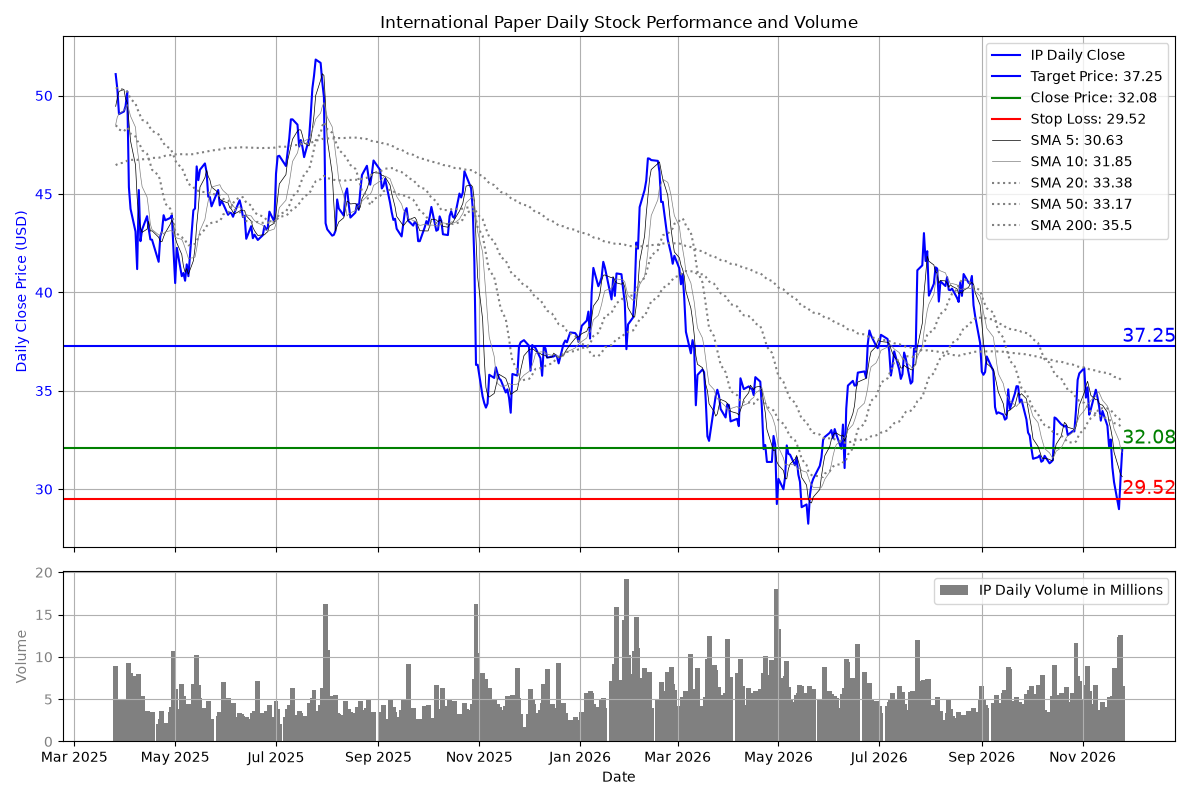 International Paper Daily Stock Performance and Volume
IP Daily Close
Target Price: 37.25
Close Price: 32.08
Stop Loss: 29.52
SMA 5: 30.63
SMA 10: 31.85
SMA 20: 33.38
SMA 50: 33.17
SMA 200: 35.5
Daily Close Price (USD)
50
45
40
35
30
37.25
32.08
29.52
IP Daily Volume in Millions
Volume
20
15
10
5
0
Mar 2025
May 2025
Jul 2025
Sep 2025
Nov 2025
Jan 2026
Mar 2026
May 2026
Jul 2026
Sep 2026
Nov 2026
Date